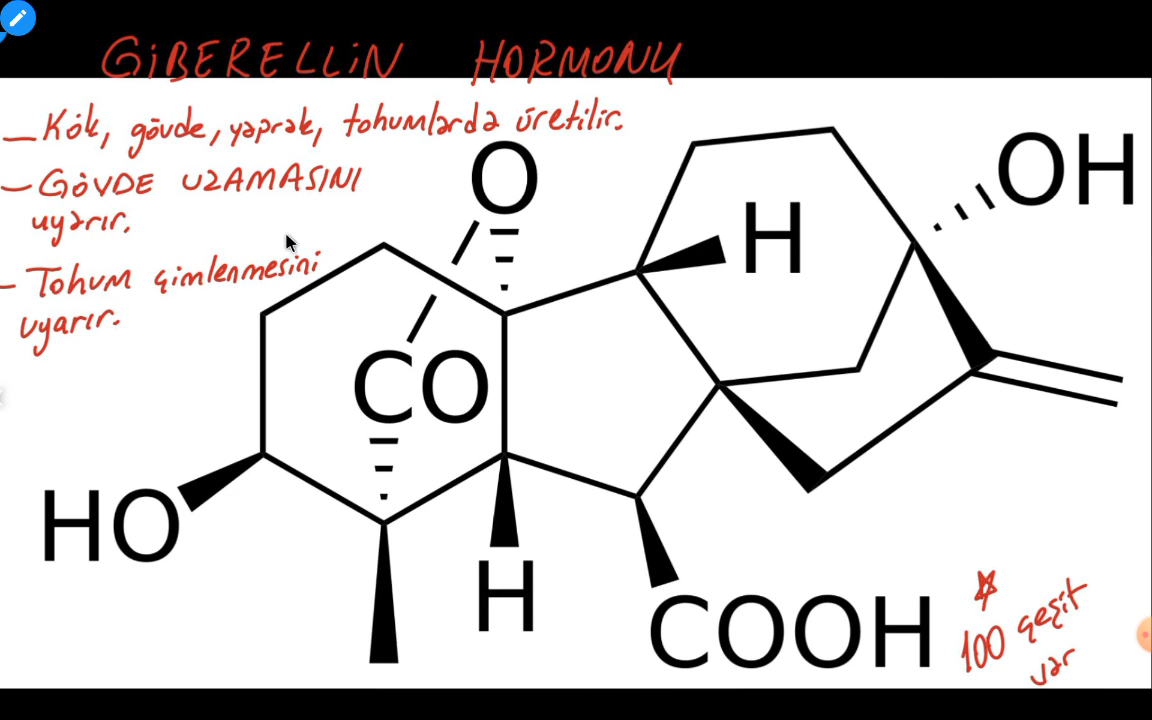 GİBERELLİN HORMONU
— Kök, gövde, yaprak, tohumlarda üretilir.
— GÖVDE UZAMASINI
uyarır.
— Tohum çimlenmesini
uyarır.
O
OH
H
CO
HO
H
COOH
100 çeşit
var